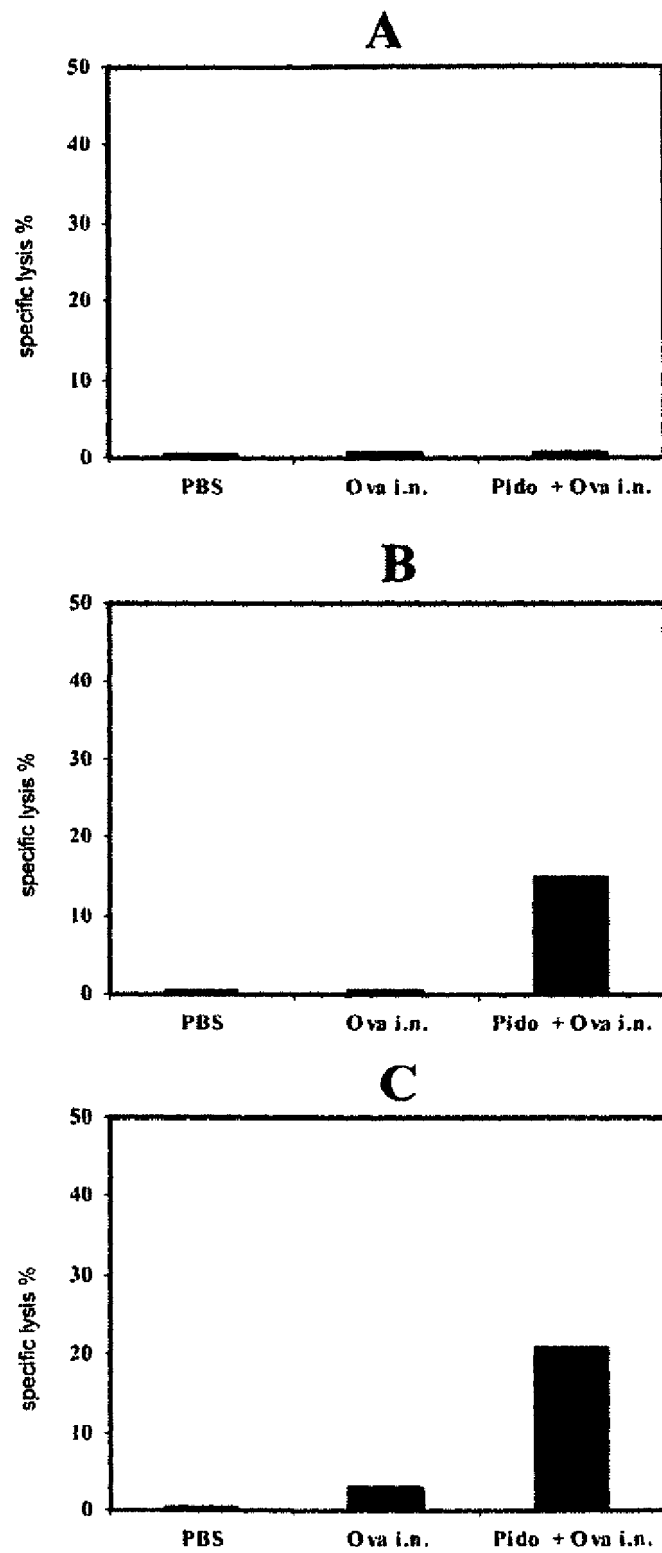 A
50
40
30
20
10
0
specific lysis %
PBS Ova i.n. Pido + Ova i.n.
B
50
40
30
20
10
0
specific lysis %
PBS Ova i.n. Pido + Ova i.n.
C
50
40
30
20
10
0
specific lysis %
PBS Ova i.n. Pido + Ova i.n.